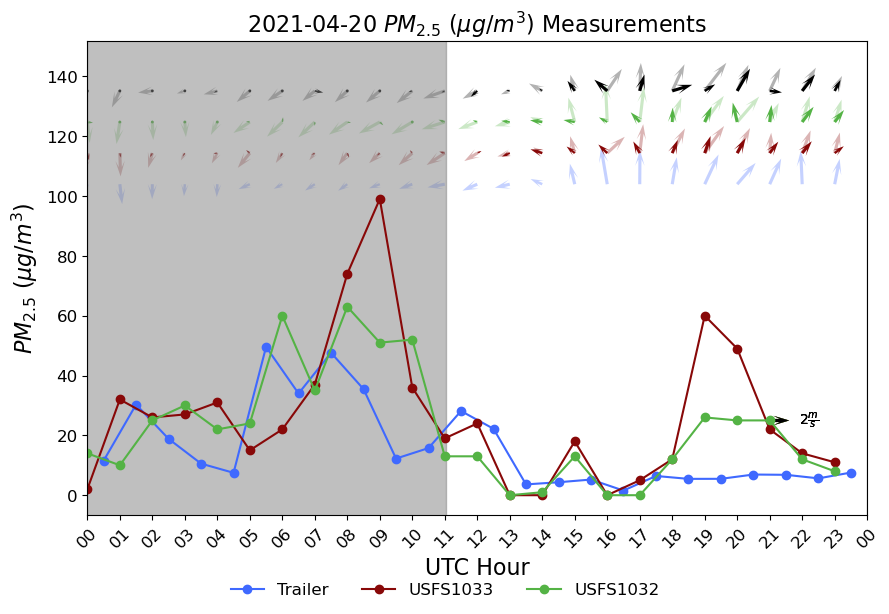 2021-04-20 PM2.5 (μg/m³) Measurements
140
120
100
80
60
40
20
0
PM2.5 (μg/m³)
2 m/s
00 01 02 03 04 05 06 07 08 09 10 11 12 13 14 15 16 17 18 19 20 21 22 23 00
UTC Hour
Trailer USFS1033 USFS1032